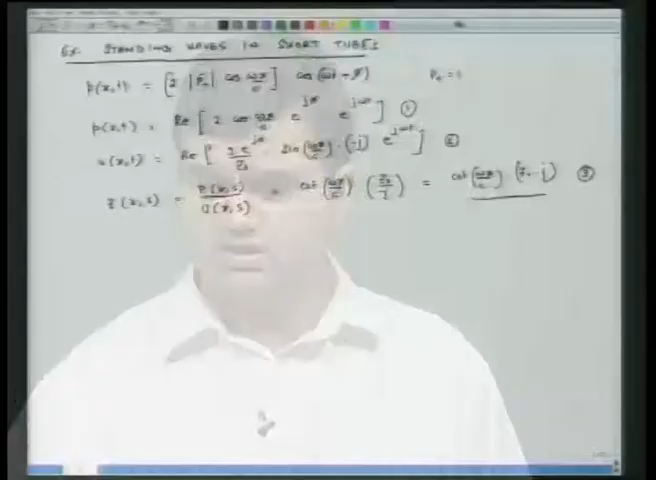 Ex: STANDING WAVES IN SHORT TUBES
p(x,t) = [2 |P₊| cos ωx/c] cos(ωt + φ) P₊ = 1
p(x,t) = Re [ 2 cos ωx/c e^{jφ} e^{jωt} ] ①
u(x,t) = Re [ 2 e^{jφ}/Z₀ sin(ωx/c) · (-j) e^{jωt} ] ②
Z(x,s) = P(x,s)/U(x,s) = cot(ωx/c) (Z₀/j) = cot(ωx/c) · (Z₀ · j) ③